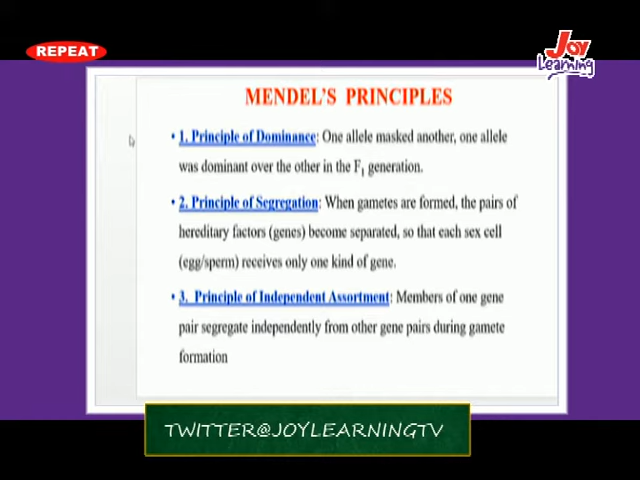 REPEAT
Joy
Learning
MENDEL'S PRINCIPLES
• 1. Principle of Dominance: One allele masked another, one allele
was dominant over the other in the F1 generation.
• 2. Principle of Segregation: When gametes are formed, the pairs of
hereditary factors (genes) become separated, so that each sex cell
(egg/sperm) receives only one kind of gene.
• 3. Principle of Independent Assortment: Members of one gene
pair segregate independently from other gene pairs during gamete
formation
TWITTER@JOYLEARNINGTV